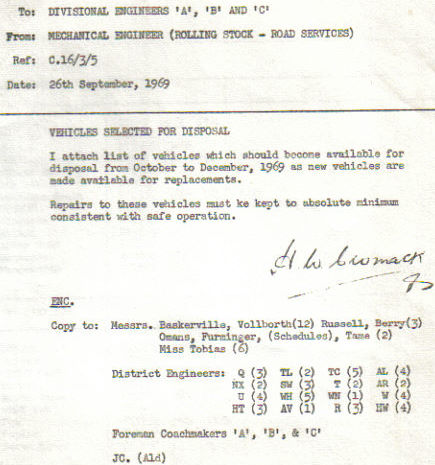 To: DIVISIONAL ENGINEERS 'A', 'B' AND 'C'
From: MECHANICAL ENGINEER (ROLLING STOCK - ROAD SERVICES)
Ref: C.16/3/5
Date: 26th September, 1969
VEHICLES SELECTED FOR DISPOSAL
I attach list of vehicles which should become available for
disposal from October to December, 1969 as new vehicles are
made available for replacements.
Repairs to these vehicles must be kept to absolute minimum
consistent with safe operation.
H W Cromack
ENC.
Copy to: Messrs. Baskerville, Vollborth(12) Russell, Berry(3)
Omans, Furminger, (Schedules), Tame (2)
Miss Tobias (6)
District Engineers: Q (3) TL (2) TC (5) AL (4)
NX (2) SW (3) T (2) AR (2)
U (4) WH (5) WN (1) W (4)
HT (3) AV (1) R (3) HW (4)
Foremen Coachmakers 'A', 'B', & 'C'
JC. (Ald)